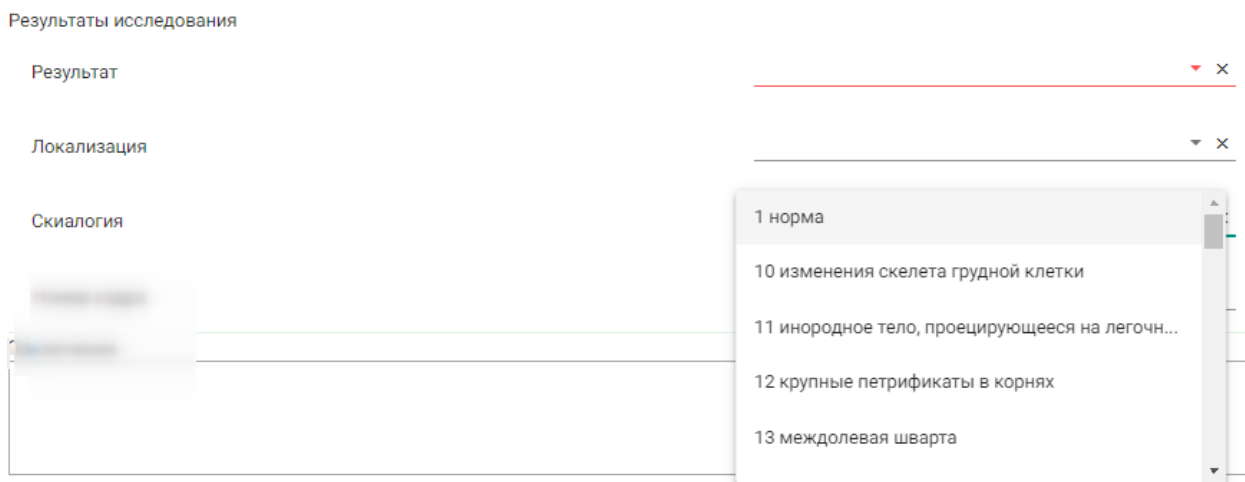 Результаты исследования
Результат
Локализация
Скиалогия
1 норма
10 изменения скелета грудной клетки
11 инородное тело, проецирующееся на легочн...
12 крупные петрификаты в корнях
13 междолевая шварта